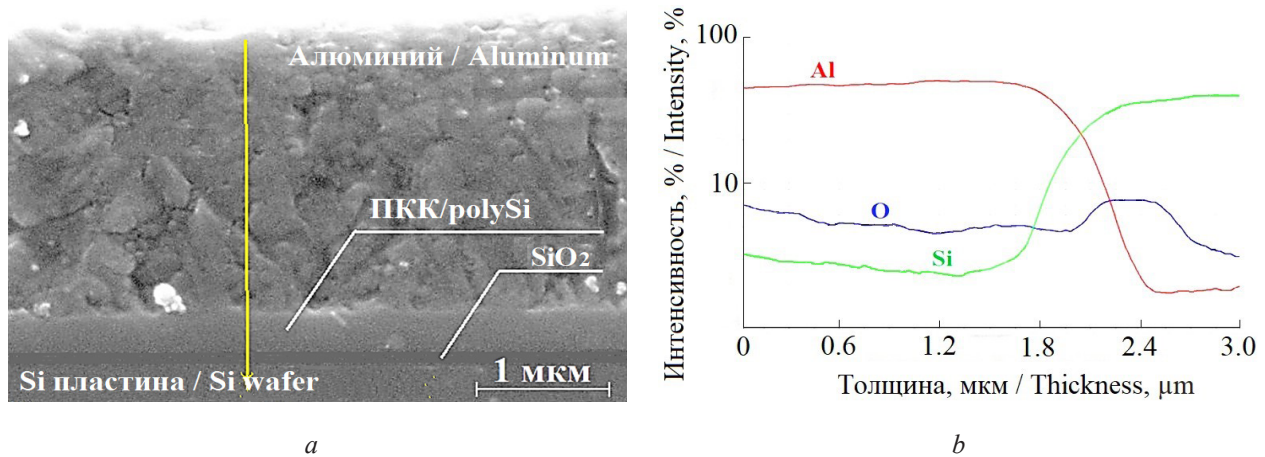 Алюминий / Aluminum
ПКК/polySi
SiO₂
Si пластина / Si wafer
1 мкм
a
Интенсивность, % / Intensity, %
100
10
Al
O
Si
0
0.6
1.2
1.8
2.4
3.0
Толщина, мкм / Thickness, µm
b